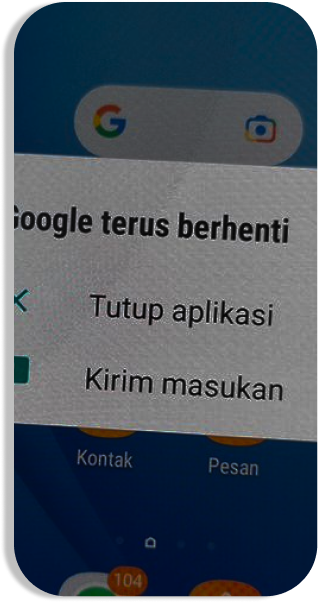 Google terus berhenti
Tutup aplikasi
Kirim masukan
Kontak
Pesan
104